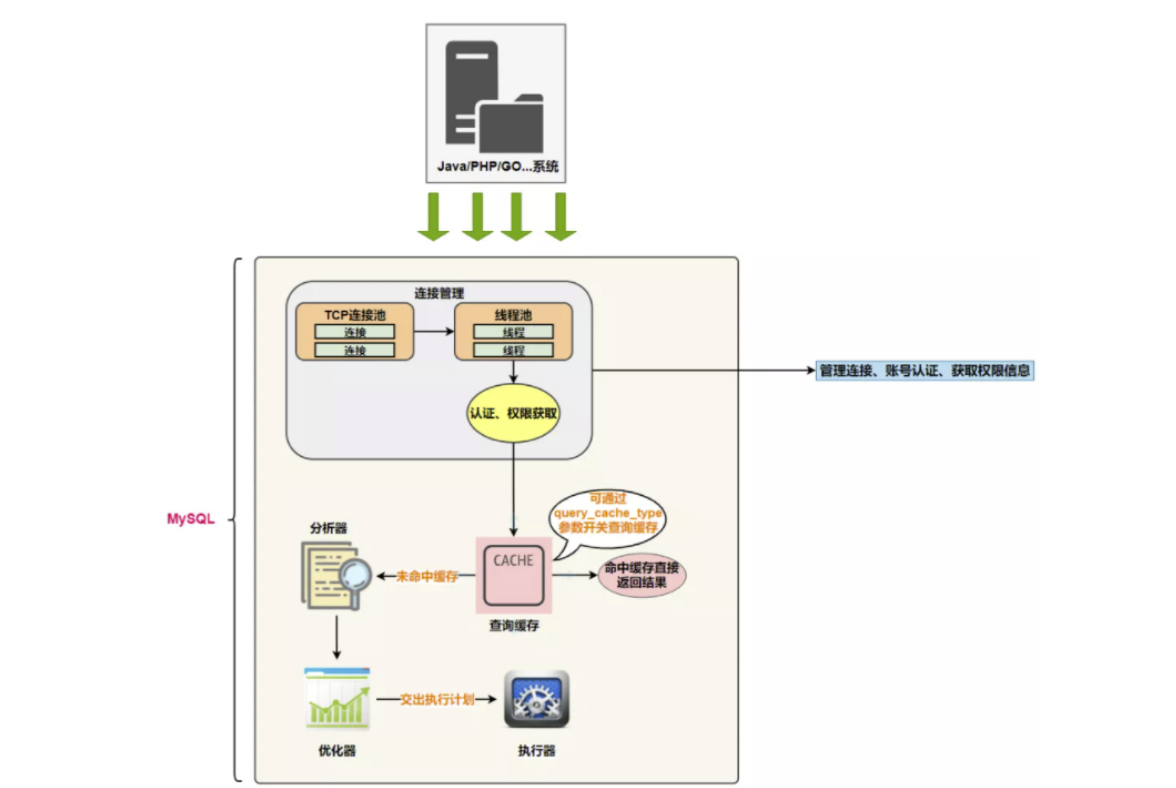 Java/PHP/GO...系统
连接管理
TCP连接池
连接
连接
线程池
线程
线程
管理连接、账号认证、获取权限信息
认证、权限获取
MySQL
可通过
query_cache_type
参数开关查询缓存
分析器
CACHE
未命中缓存
命中缓存直接
返回结果
查询缓存
交出执行计划
优化器
执行器